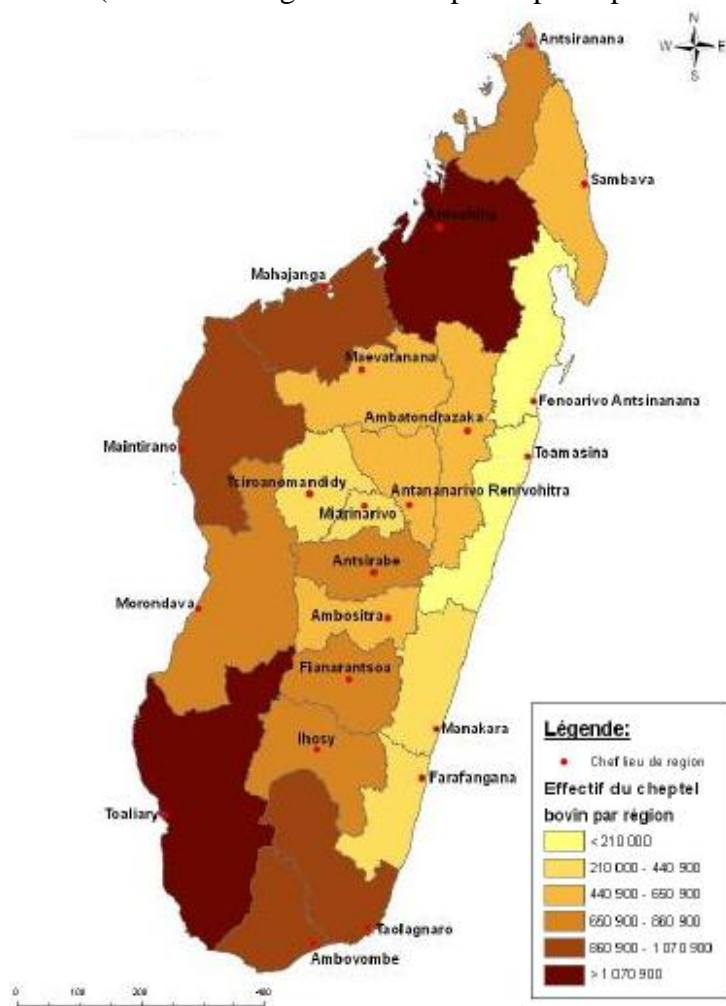 N
W E
S
Antsiranana
Sambava
Antsohihy
Mahajanga
Maevatanana
Fenoarivo Antsinanana
Ambatondrazaka
Toamasina
Maintirano
Tsiroanomandidy
Antananarivo Renivohitra
Miarinarivo
Antsirabe
Morondava
Ambositra
Fianarantsoa
Manakara
Ihosy
Farafangana
Toaliary
Taolagnaro
Ambovombe
Légende:
Chef lieu de region
Effectif du cheptel
bovin par région
< 210 000
210 000 - 440 900
440 900 - 650 900
650 900 - 860 900
860 900 - 1 070 900
> 1 070 900
0 100 200 400